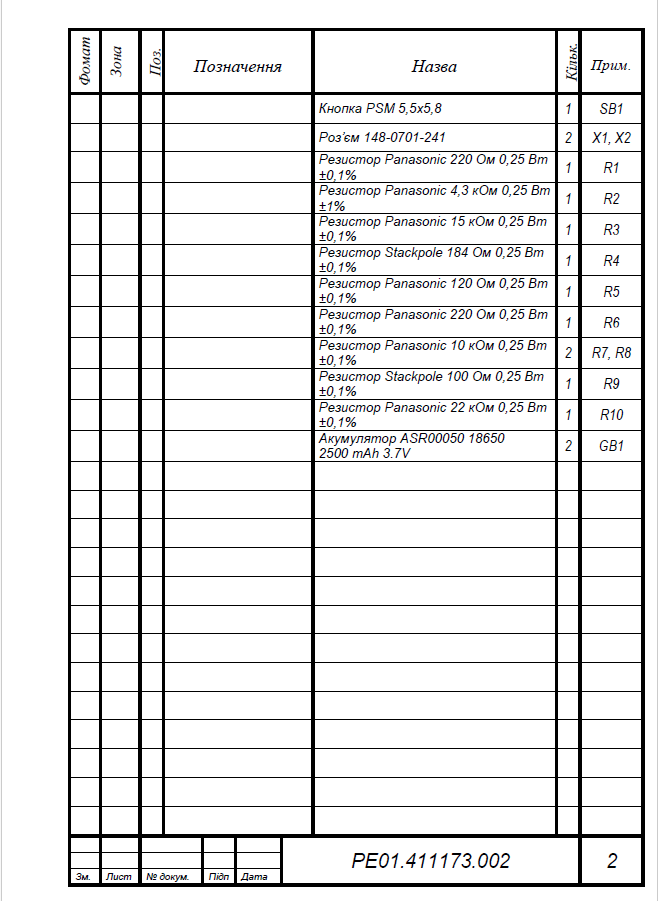 Фомат Зона Поз. Позначення Назва Кільк. Прим.
Кнопка PSM 5,5x5,8 1 SB1
Роз'єм 148-0701-241 2 X1, X2
Резистор Panasonic 220 Ом 0,25 Вт
±0,1% 1 R1
Резистор Panasonic 4,3 кОм 0,25 Вт
±1% 1 R2
Резистор Panasonic 15 кОм 0,25 Вт
±0,1% 1 R3
Резистор Stackpole 184 Ом 0,25 Вт
±0,1% 1 R4
Резистор Panasonic 120 Ом 0,25 Вт
±0,1% 1 R5
Резистор Panasonic 220 Ом 0,25 Вт
±0,1% 1 R6
Резистор Panasonic 10 кОм 0,25 Вт
±0,1% 2 R7, R8
Резистор Stackpole 100 Ом 0,25 Вт
±0,1% 1 R9
Резистор Panasonic 22 кОм 0,25 Вт
±0,1% 1 R10
Акумулятор ASR00050 18650
2500 mAh 3.7V 2 GB1
РЕ01.411173.002 2
Зм. Лист № докум. Підп Дата